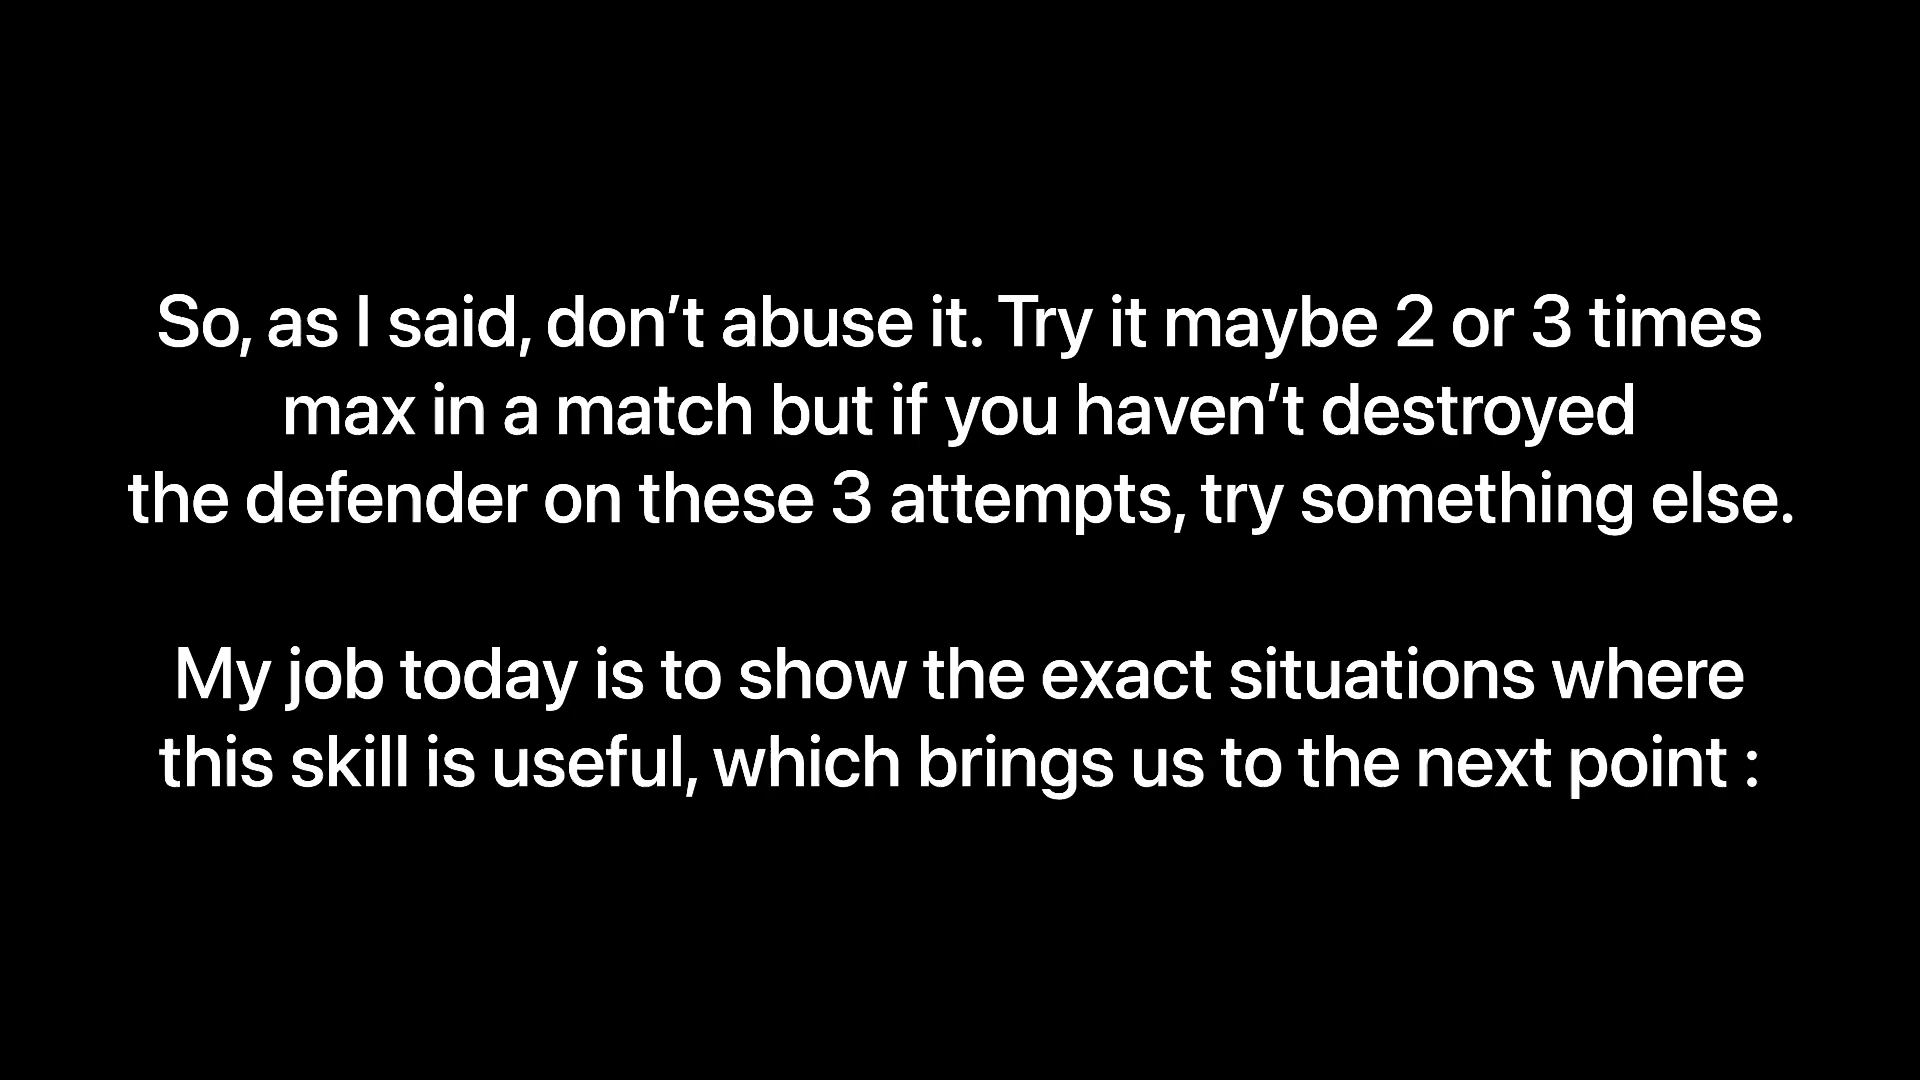 So, as I said, don’t abuse it. Try it maybe 2 or 3 times
max in a match but if you haven’t destroyed
the defender on these 3 attempts, try something else.
My job today is to show the exact situations where
this skill is useful, which brings us to the next point :